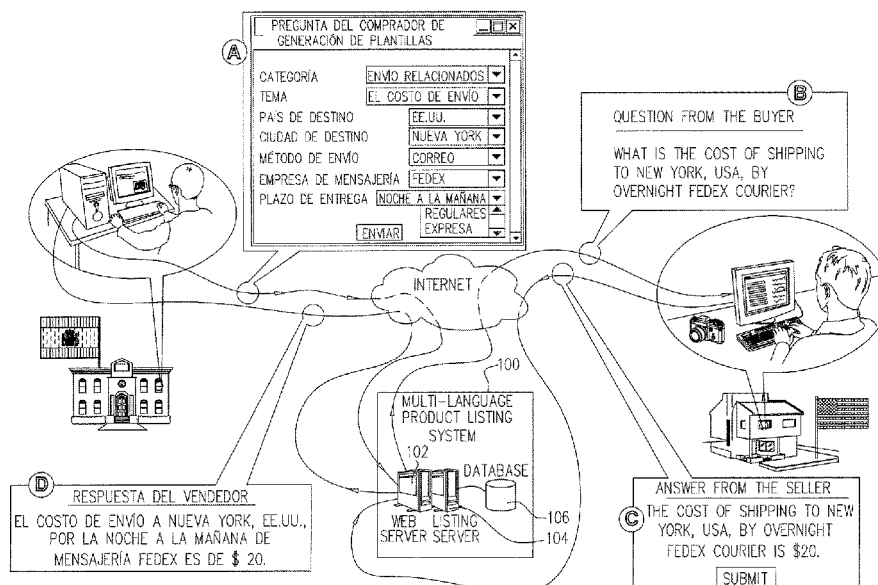 PREGUNTA DEL COMPRADOR DE
GENERACIÓN DE PLANTILLAS
A
CATEGORÍA
ENVÍO RELACIONADOS
TEMA
EL COSTO DE ENVÍO
PAÍS DE DESTINO
EE.UU.
CIUDAD DE DESTINO
NUEVA YORK
MÉTODO DE ENVÍO
CORREO
EMPRESA DE MENSAJERÍA
FEDEX
PLAZO DE ENTREGA
NOCHE A LA MAÑANA
REGULARES
EXPRESA
ENVIAR
B
QUESTION FROM THE BUYER
WHAT IS THE COST OF SHIPPING
TO NEW YORK, USA, BY
OVERNIGHT FEDEX COURIER?
INTERNET
100
MULTI-LANGUAGE
PRODUCT LISTING
SYSTEM
102
DATABASE
WEB
SERVER
LISTING
SERVER
106
104
D
RESPUESTA DEL VENDEDOR
EL COSTO DE ENVÍO A NUEVA YORK, EE.UU.,
POR LA NOCHE A LA MAÑANA DE
MENSAJERÍA FEDEX ES DE $ 20.
ANSWER FROM THE SELLER
C
THE COST OF SHIPPING TO NEW
YORK, USA, BY OVERNIGHT
FEDEX COURIER IS $20.
SUBMIT